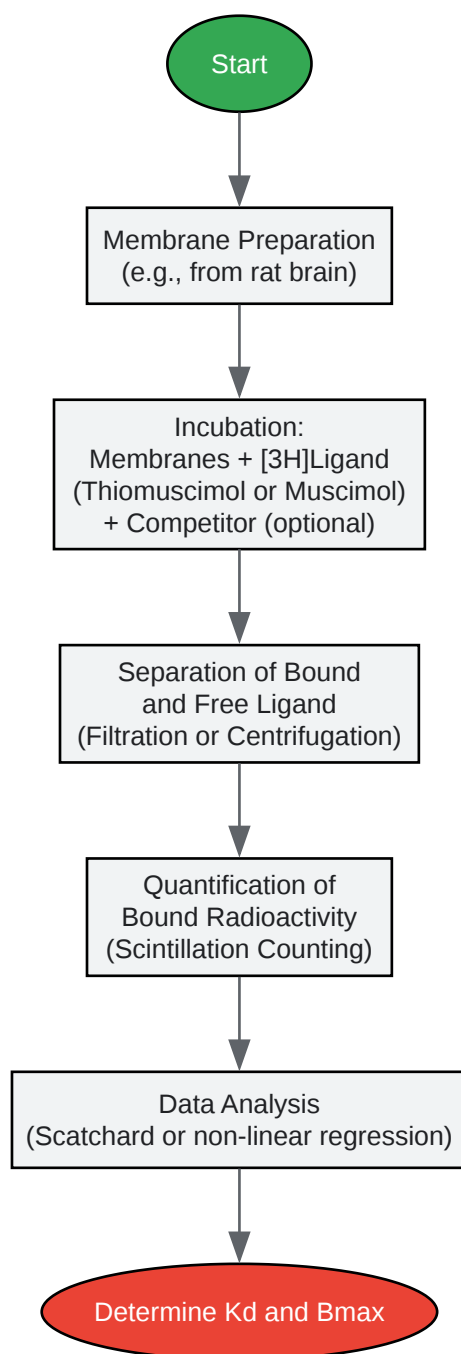 Start
Membrane Preparation
(e.g., from rat brain)
Incubation:
Membranes + [3H]Ligand
(Thiomuscimol or Muscimol)
+ Competitor (optional)
Separation of Bound
and Free Ligand
(Filtration or Centrifugation)
Quantification of
Bound Radioactivity
(Scintillation Counting)
Data Analysis
(Scatchard or non-linear regression)
Determine Kd and Bmax